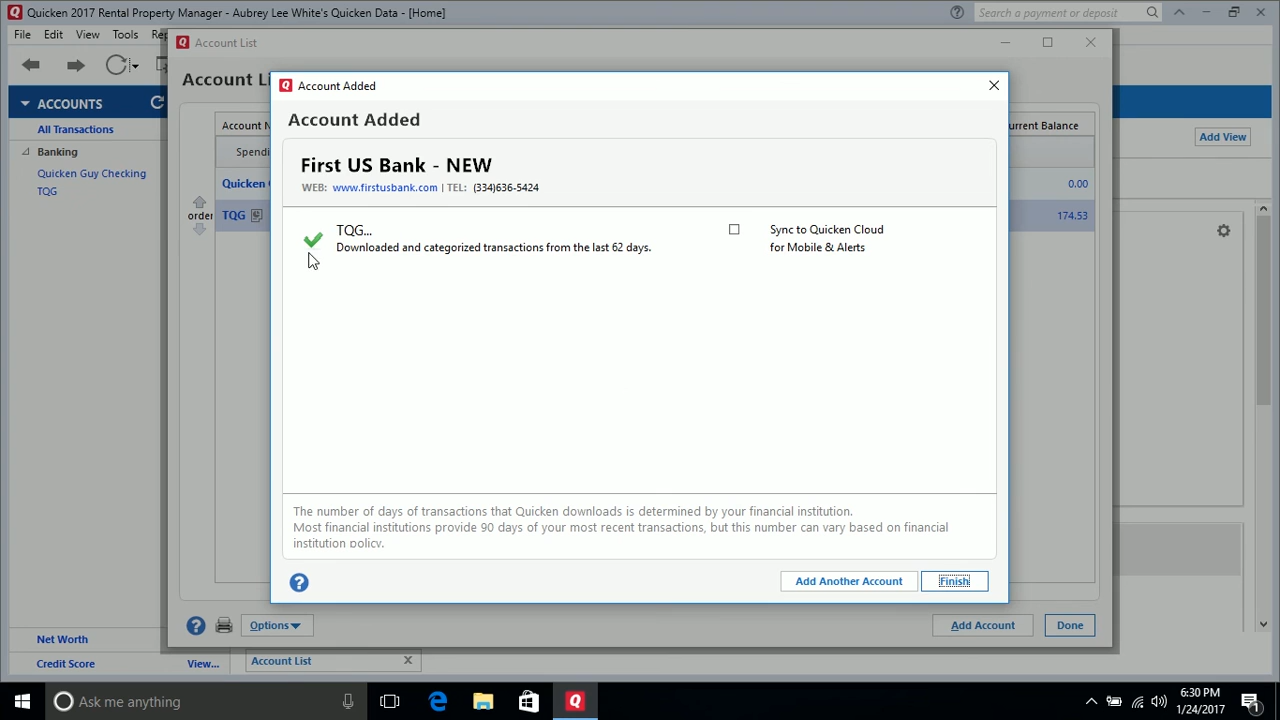 Quicken 2017 Rental Property Manager - Aubrey Lee White's Quicken Data - [Home]
Search a payment or deposit
File Edit View Tools
Account List
ACCOUNTS
All Transactions
Banking
Quicken Guy Checking
TQG
Net Worth
Credit Score
View...
Add View
Spendi
Quicken
order
TQG
urrent Balance
0.00
174.53
Account Added
Account Added
First US Bank - NEW
WEB: www.firstusbank.com | TEL: (334)636-5424
TQG...
Downloaded and categorized transactions from the last 62 days.
Sync to Quicken Cloud
for Mobile & Alerts
The number of days of transactions that Quicken downloads is determined by your financial institution.
Most financial institutions provide 90 days of your most recent transactions, but this number can vary based on financial
institution policy.
?
Add Another Account
Finish
?
Options
Add Account
Done
Account List
Ask me anything
6:30 PM
1/24/2017
1